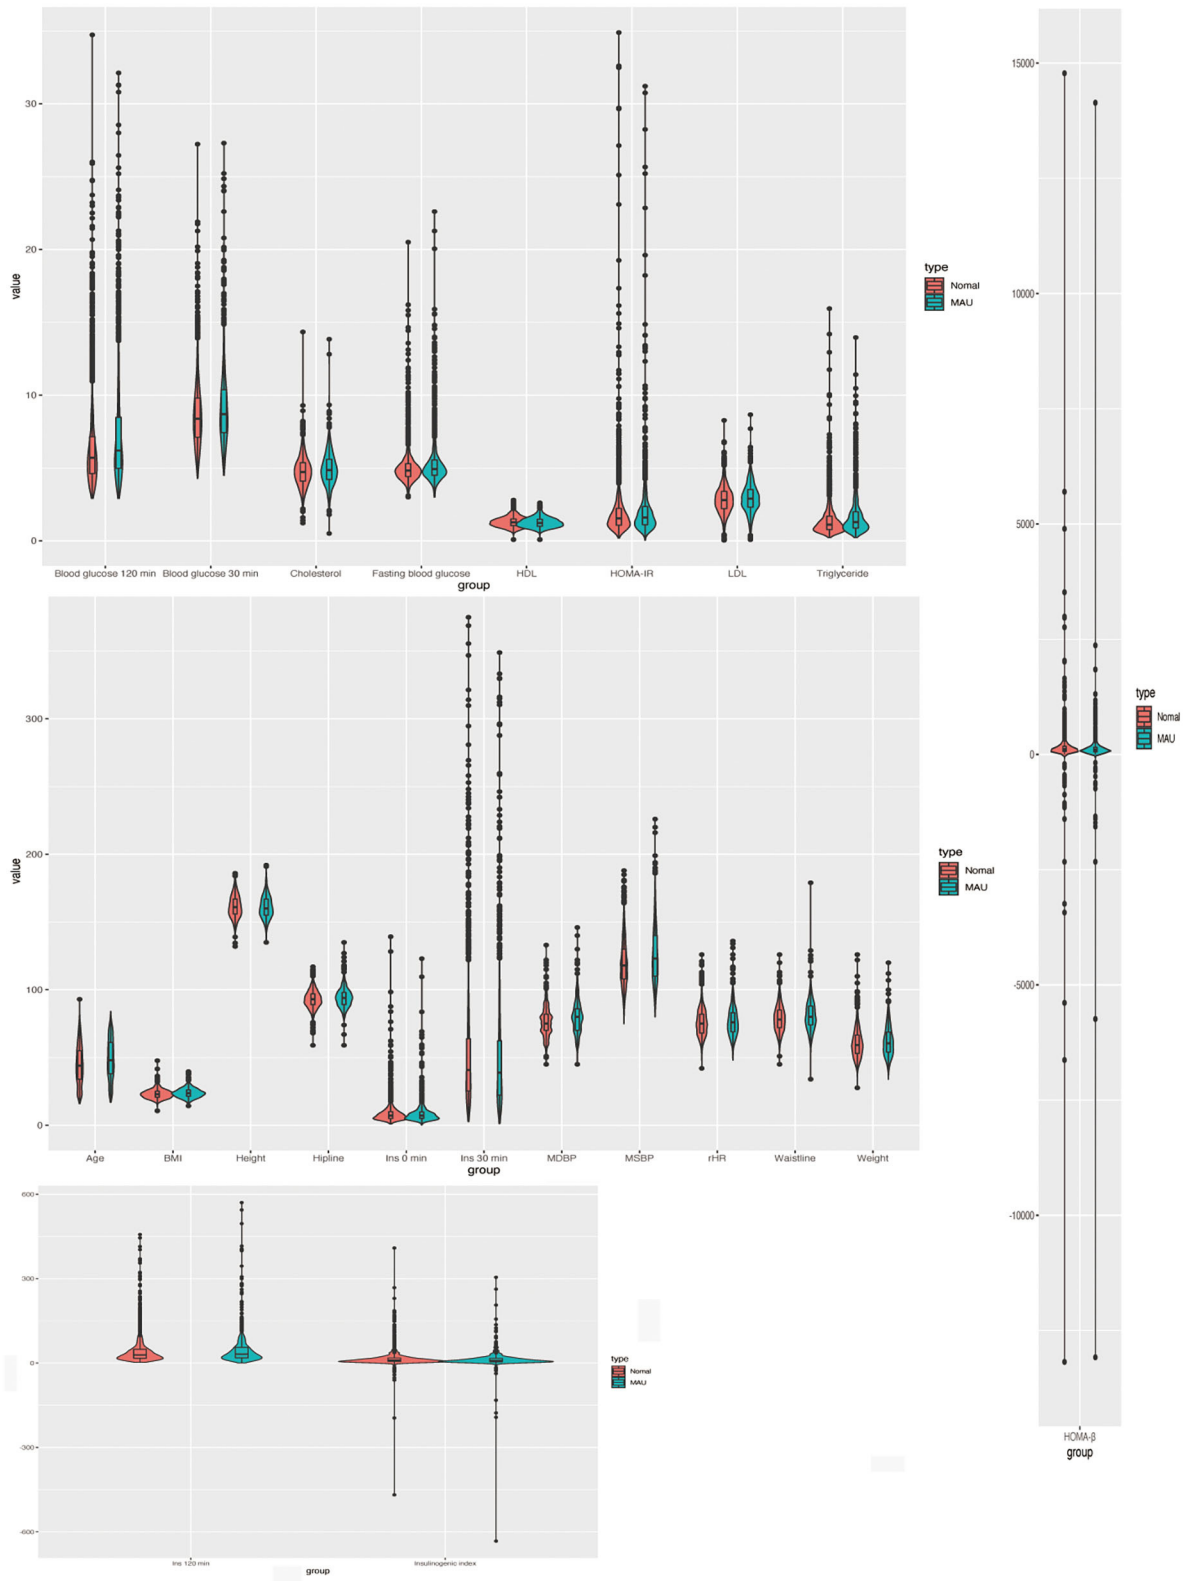 30
20
10
0
value
Blood glucose 120 min Blood glucose 30 min Cholesterol Fasting blood glucose HDL HOMA-IR LDL Triglyceride
group
type
Nomal
MAU
300
200
100
0
value
Age BMI Height Hipline Ins 0 min Ins 30 min MDBP MSBP rHR Waistline Weight
group
type
Nomal
MAU
600
300
0
-300
-600
Ins 120 min Insulinogenic index
group
type
Nomal
MAU
15000
10000
5000
0
-5000
-10000
HOMA-β
group
type
Nomal
MAU